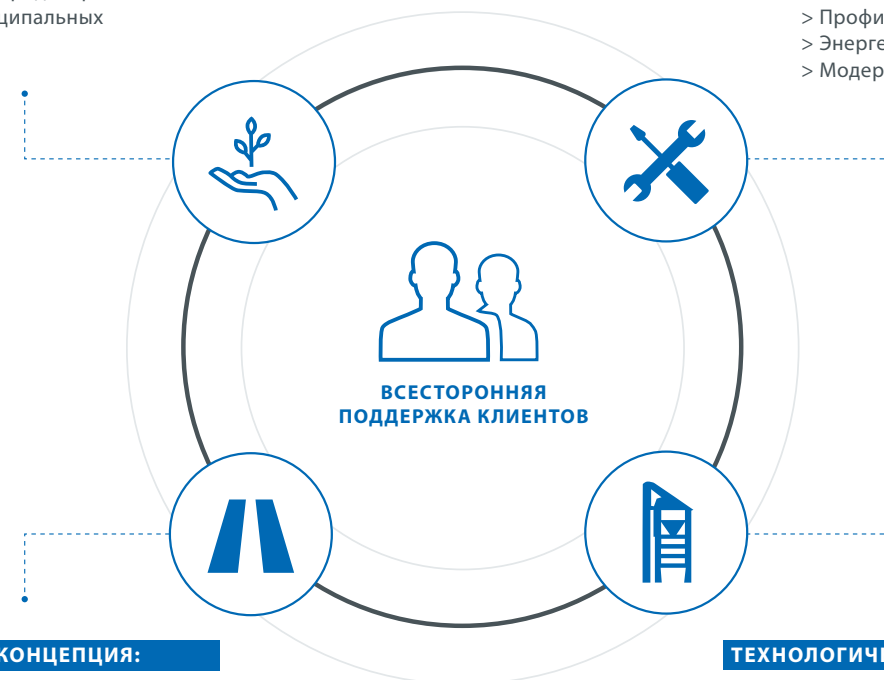 ципальных
> Профи
> Энерге
> Модер
ВСЕСТОРОННЯЯ
ПОДДЕРЖКА КЛИЕНТОВ
КОНЦЕПЦИЯ:
ТЕХНОЛОГИЧ